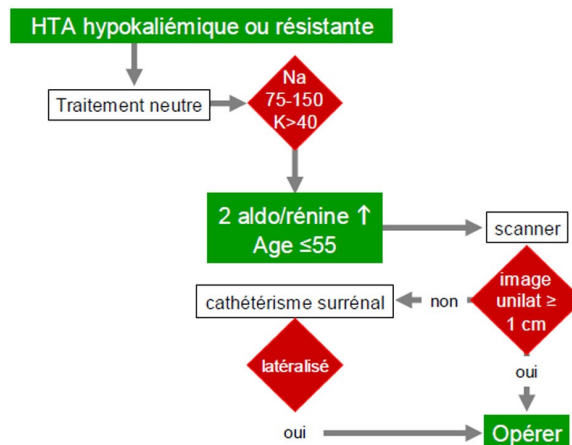 HTA hypokaliémique ou résistante
Traitement neutre
Na
75-150
K>40
2 aldo/rénine ↑
Age ≤55
scanner
image
unilat ≥
1 cm
non
cathétérisme surrénal
latéralisé
oui
oui
Opérer